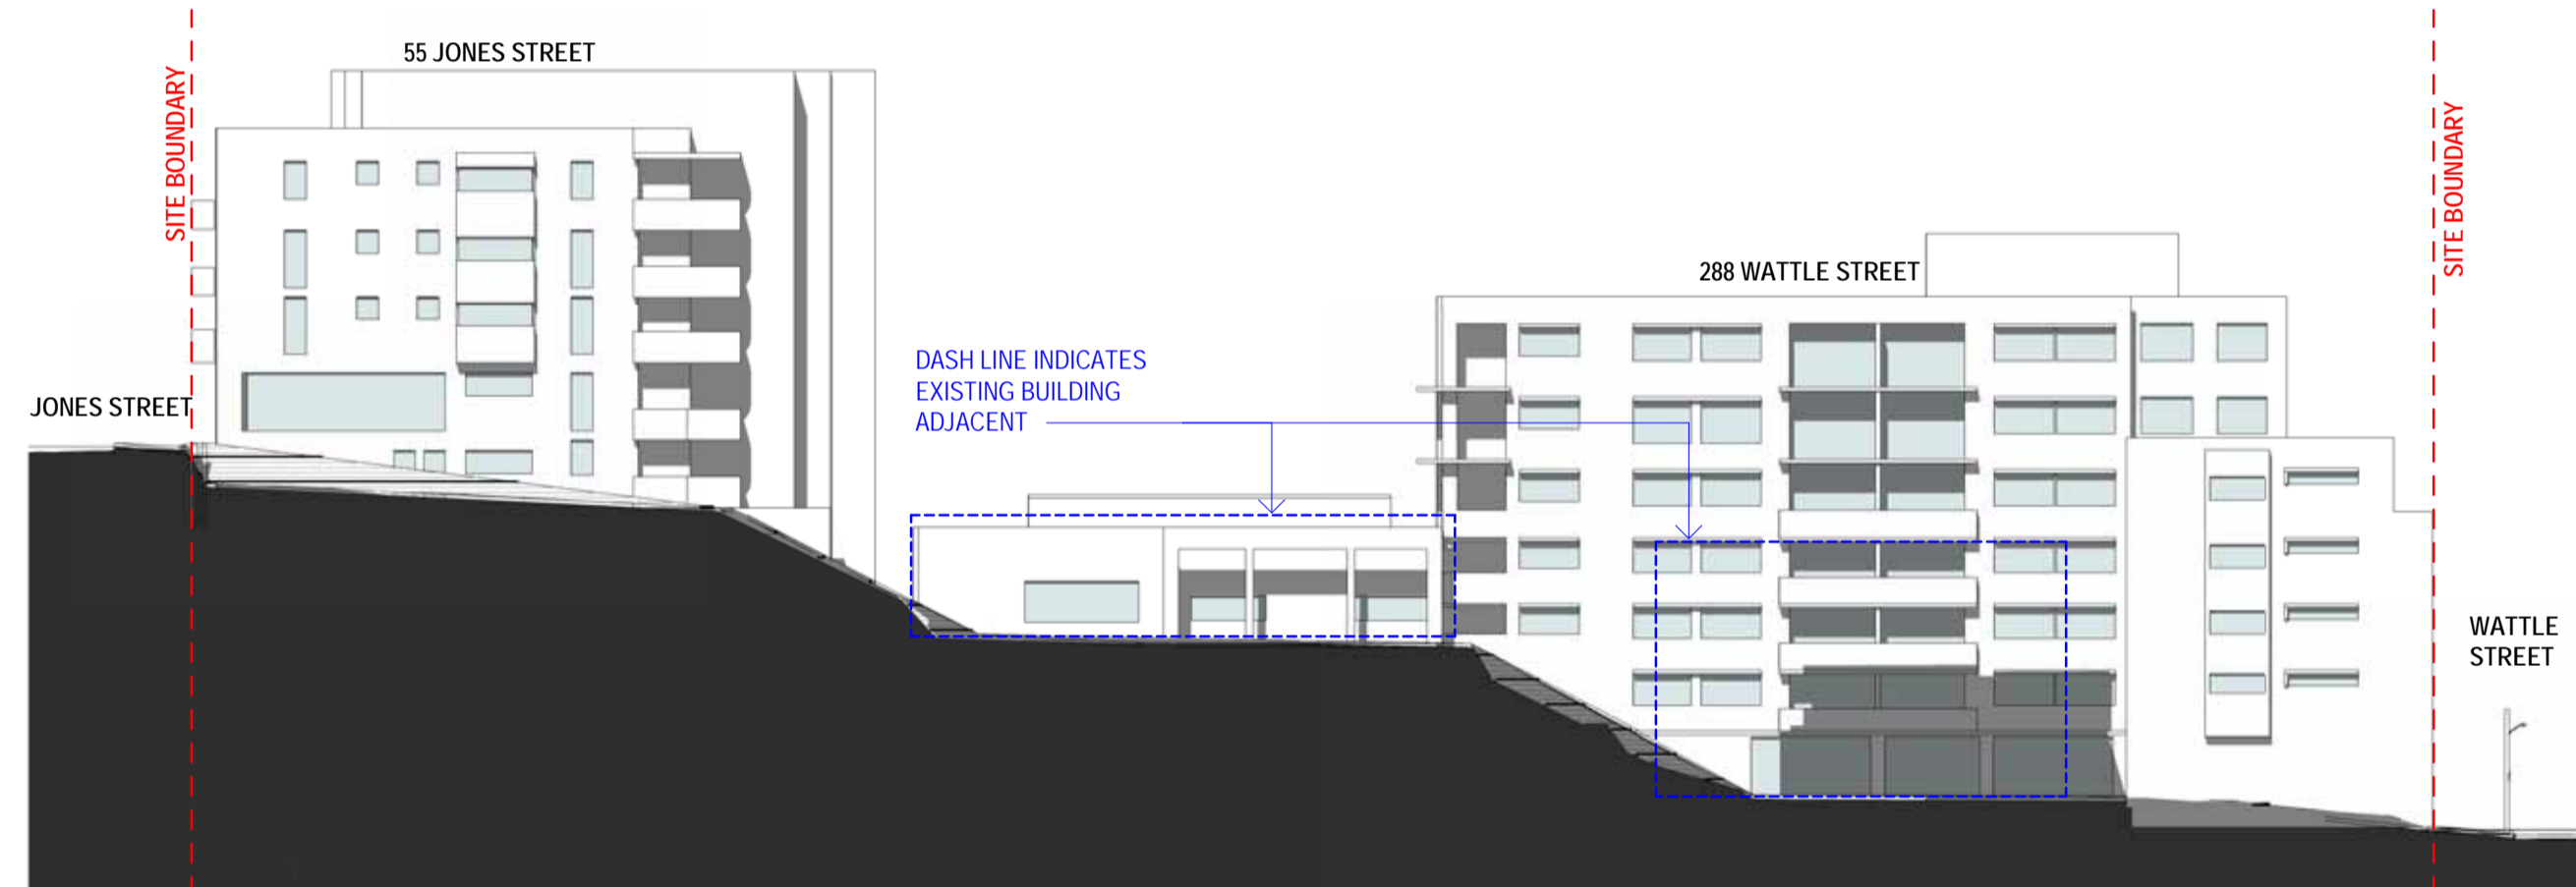 55 JONES STREET
SITE BOUNDARY
JONES STREET
DASH LINE INDICATES
EXISTING BUILDING
ADJACENT
288 WATTLE STREET
SITE BOUNDARY
WATTLE
STREET